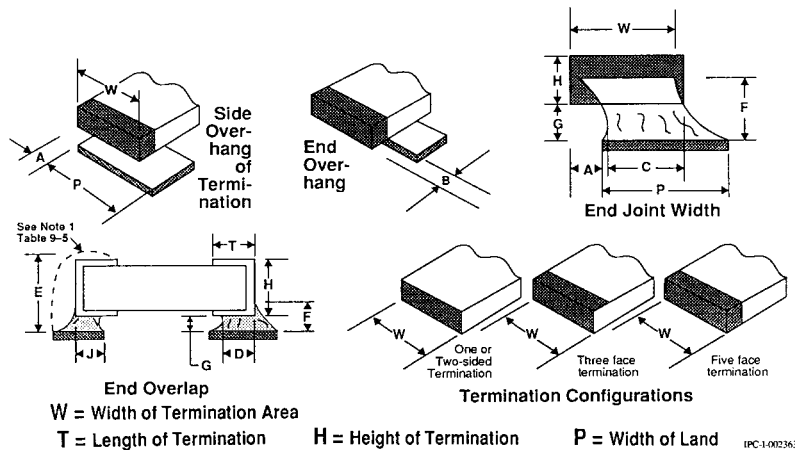 W
Side
Over-
hang
of
Termi-
nation
A
P
End
Over-
hang
B
W
H
G
F
A
C
P
End Joint Width
See Note 1
Table 9–5
E
T
H
F
J
D
G
End Overlap
W
W
W
One or
Two-sided
Termination
Three face
termination
Five face
termination
Termination Configurations
W = Width of Termination Area
T = Length of Termination
H = Height of Termination
P = Width of Land